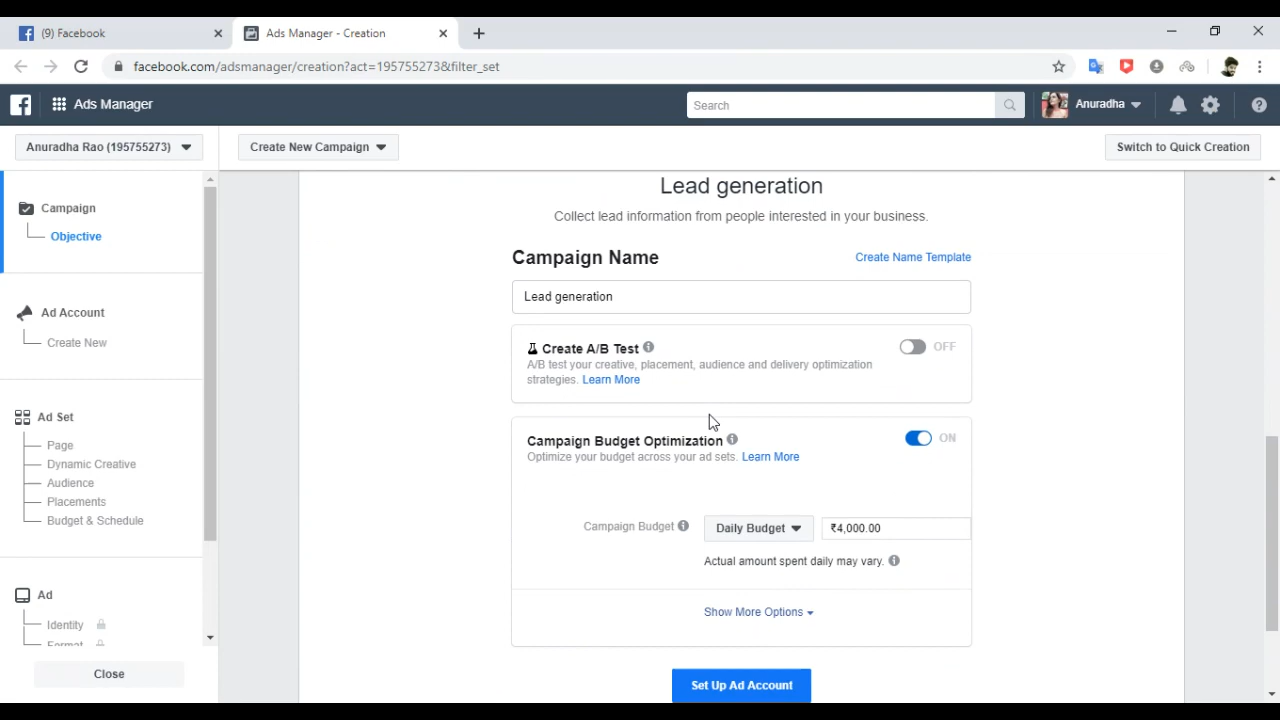 (9) Facebook
Ads Manager - Creation
facebook.com/adsmanager/creation?act=195755273&filter_set
Ads Manager
Search
Anuradha
Anuradha Rao (195755273)
Create New Campaign
Switch to Quick Creation
Campaign
Objective
Ad Account
Create New
Ad Set
Page
Dynamic Creative
Audience
Placements
Budget & Schedule
Ad
Identity
Format
Close
Lead generation
Collect lead information from people interested in your business.
Campaign Name
Create Name Template
Lead generation
Create A/B Test
OFF
A/B test your creative, placement, audience and delivery optimization
strategies. Learn More
Campaign Budget Optimization
ON
Optimize your budget across your ad sets. Learn More
Campaign Budget
Daily Budget
₹4,000.00
Actual amount spent daily may vary.
Show More Options
Set Up Ad Account